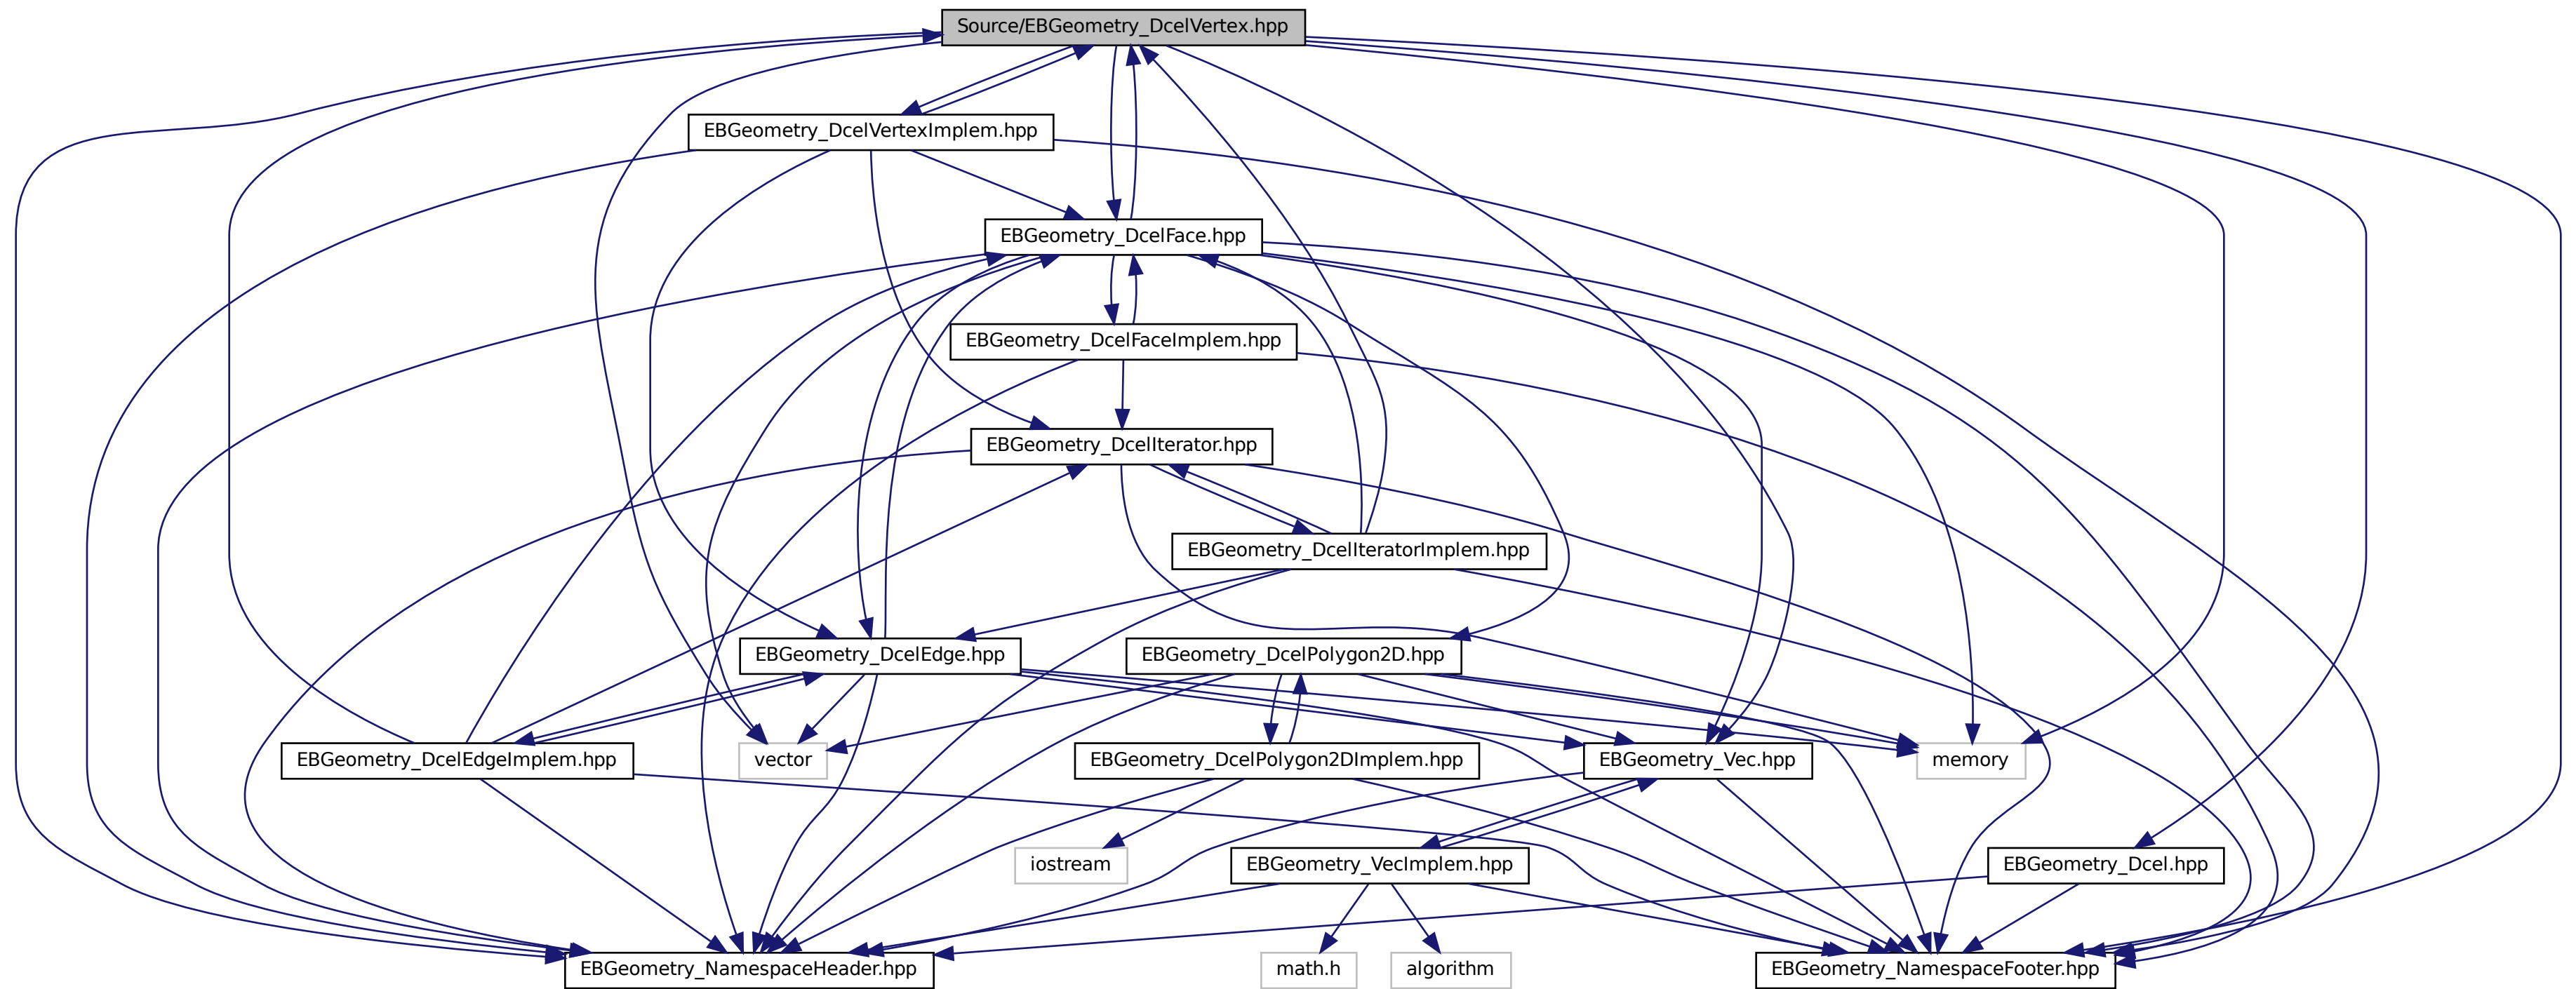 Source/EBGeometry_DcelVertex.hpp
EBGeometry_DcelVertexImplem.hpp
EBGeometry_DcelFace.hpp
EBGeometry_DcelFaceImplem.hpp
EBGeometry_DcelIterator.hpp
EBGeometry_DcelIteratorImplem.hpp
EBGeometry_DcelEdge.hpp
EBGeometry_DcelPolygon2D.hpp
EBGeometry_DcelEdgeImplem.hpp
vector
EBGeometry_DcelPolygon2DImplem.hpp
EBGeometry_Vec.hpp
memory
iostream
EBGeometry_VecImplem.hpp
EBGeometry_Dcel.hpp
EBGeometry_NamespaceHeader.hpp
math.h
algorithm
EBGeometry_NamespaceFooter.hpp